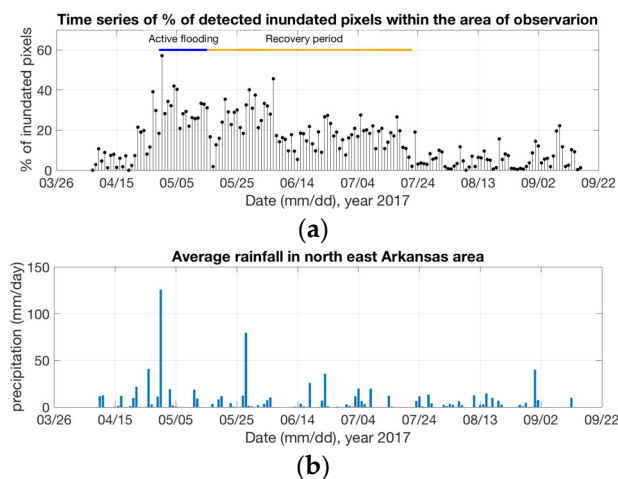 Time series of % of detected inundated pixels within the area of observarion
Active flooding
Recovery period
% of inundated pixels
60
40
20
0
03/26 04/15 05/05 05/25 06/14 07/04 07/24 08/13 09/02 09/22
Date (mm/dd), year 2017
(a)
Average rainfall in north east Arkansas area
precipitation (mm/day)
150
100
50
0
03/26 04/15 05/05 05/25 06/14 07/04 07/24 08/13 09/02 09/22
Date (mm/dd), year 2017
(b)